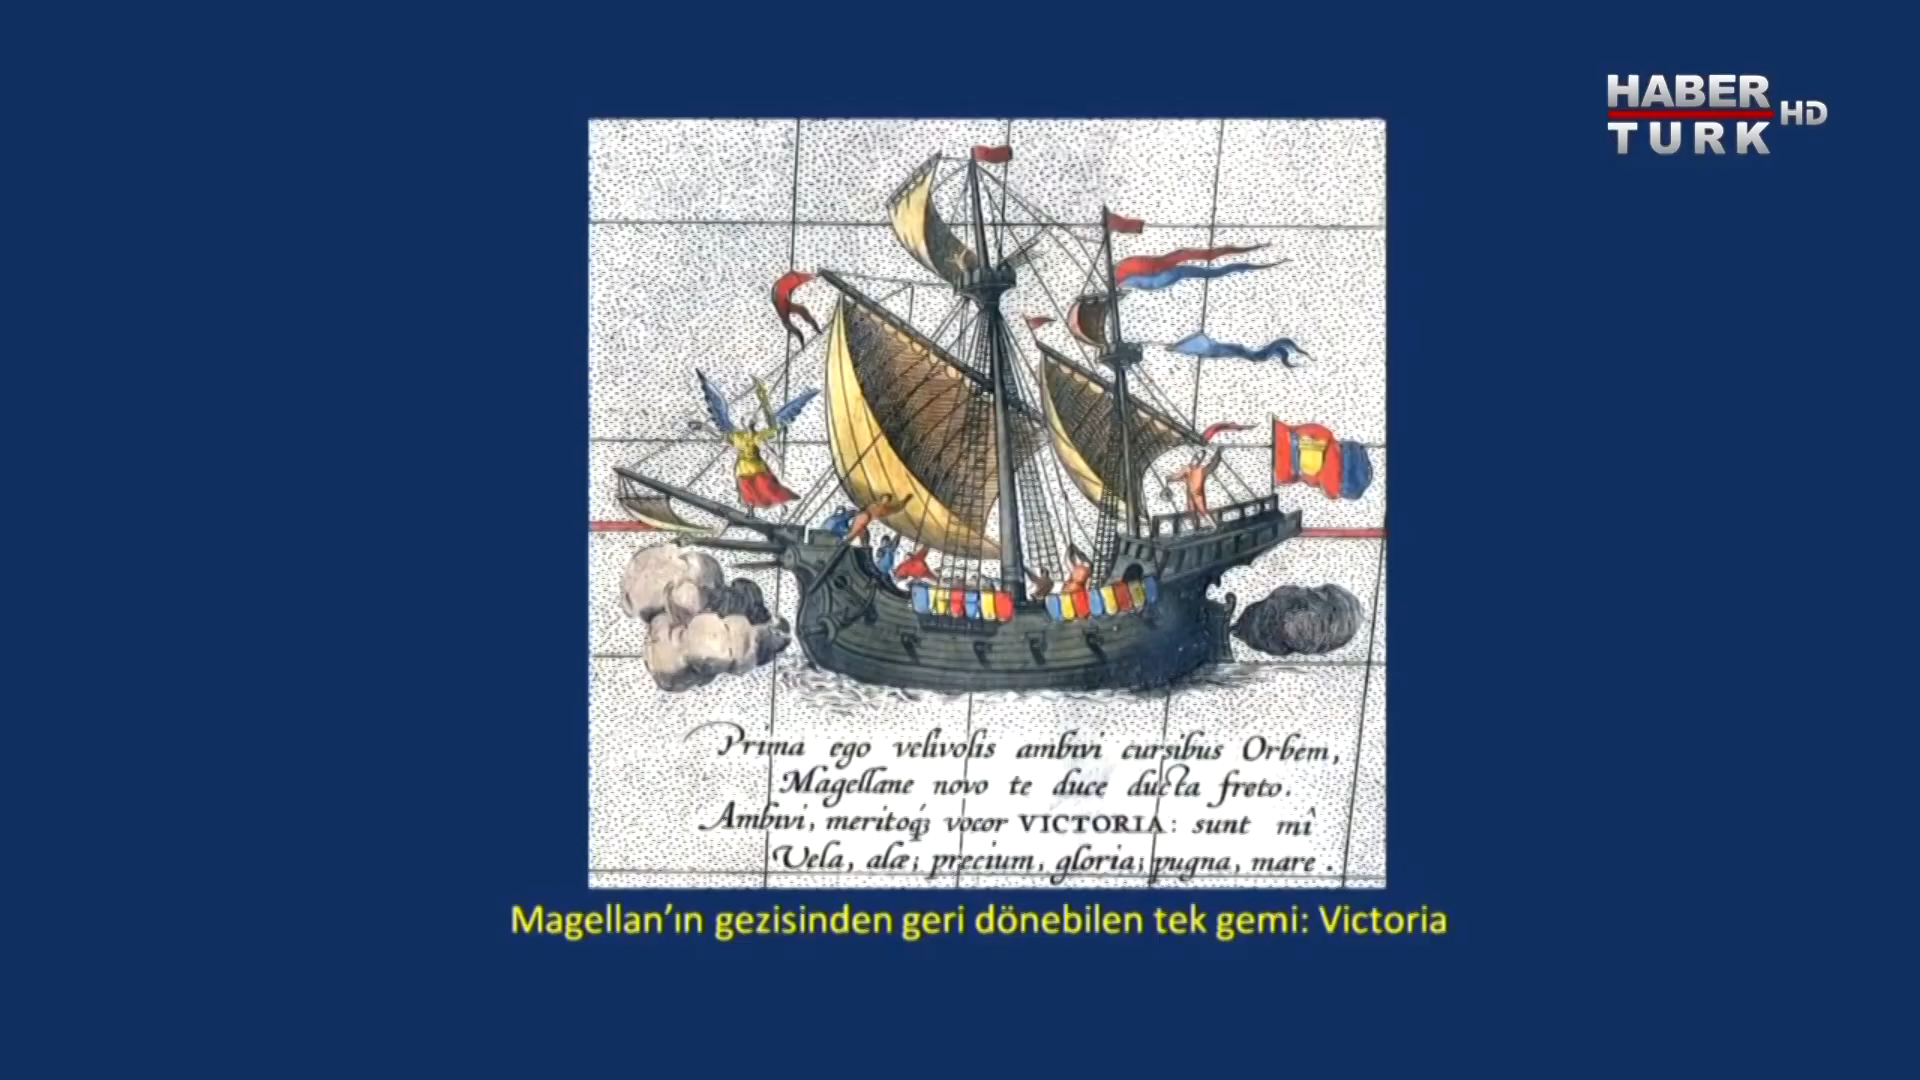 HABER
TURK HD
Prima ego velivolis ambivi cursibus Orbem,
Magellane novo te duce ducta freto.
Ambivi, meritoq́; vocor VICTORIA: sunt mî
Vela, alæ; precium, gloria; pugna, mare.
Magellan’ın gezisinden geri dönebilen tek gemi: Victoria